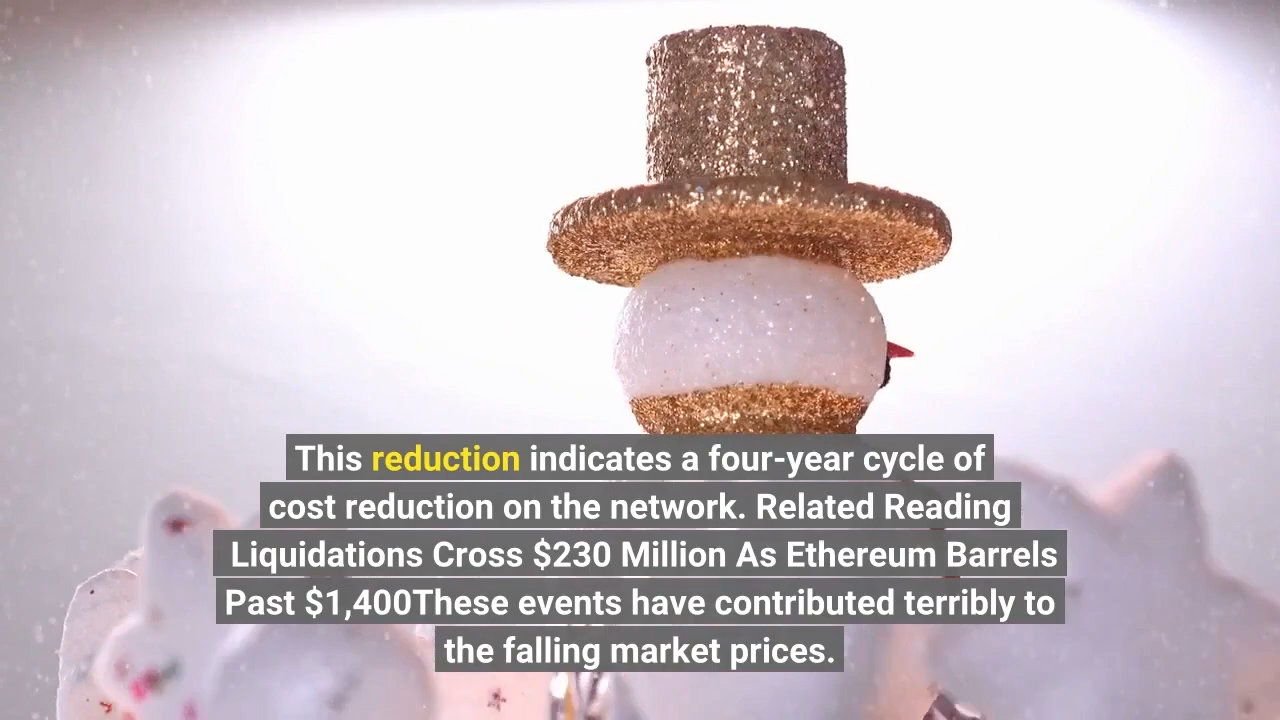 This reduction indicates a four-year cycle of
cost reduction on the network. Related Reading
Liquidations Cross $230 Million As Ethereum Barrels
Past $1,400These events have contributed terribly to
the falling market prices.